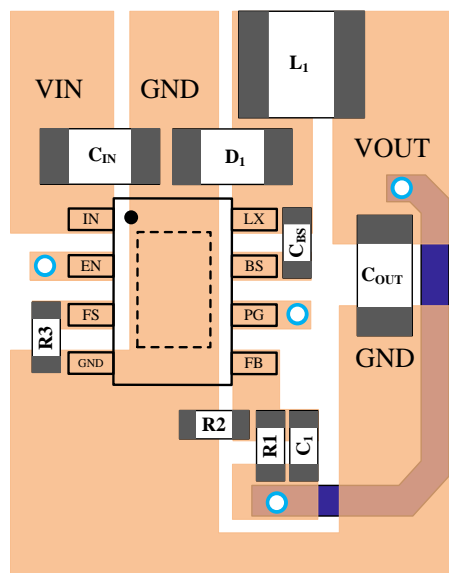 L1
VIN
GND
VOUT
CIN
D1
IN
LX
CBS
EN
BS
COUT
FS
PG
R3
GND
GND
FB
R2
R1
C1